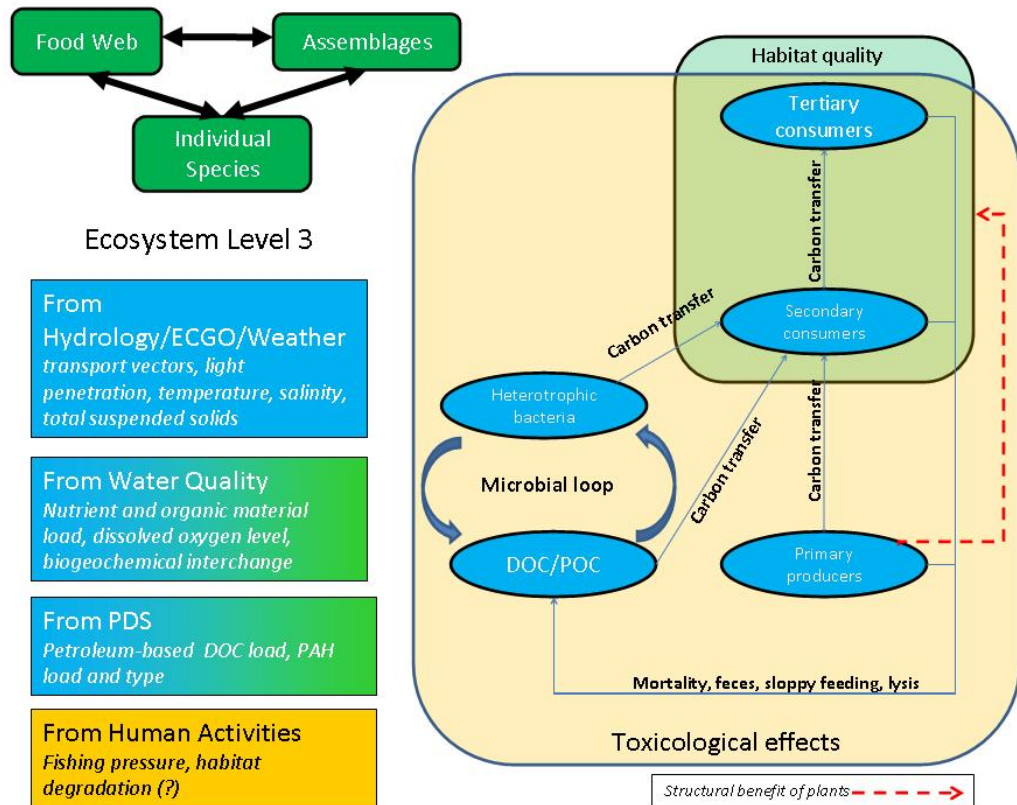 Food Web
Assemblages
Individual
Species
Ecosystem Level 3
From
Hydrology/ECGO/Weather
transport vectors, light
penetration, temperature, salinity,
total suspended solids
From Water Quality
Nutrient and organic material
load, dissolved oxygen level,
biogeochemical interchange
From PDS
Petroleum-based DOC load, PAH
load and type
From Human Activities
Fishing pressure, habitat
degradation (?)
Habitat quality
Tertiary
consumers
Carbon transfer
Secondary
consumers
Carbon transfer
Heterotrophic
bacteria
Carbon transfer
Carbon transfer
Microbial loop
DOC/POC
Primary
producers
Mortality, feces, sloppy feeding, lysis
Toxicological effects
Structural benefit of plants